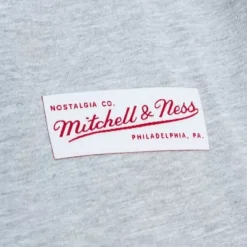 NOSTALGIA CO.
Mitchell & Ness
PHILADELPHIA, PA.